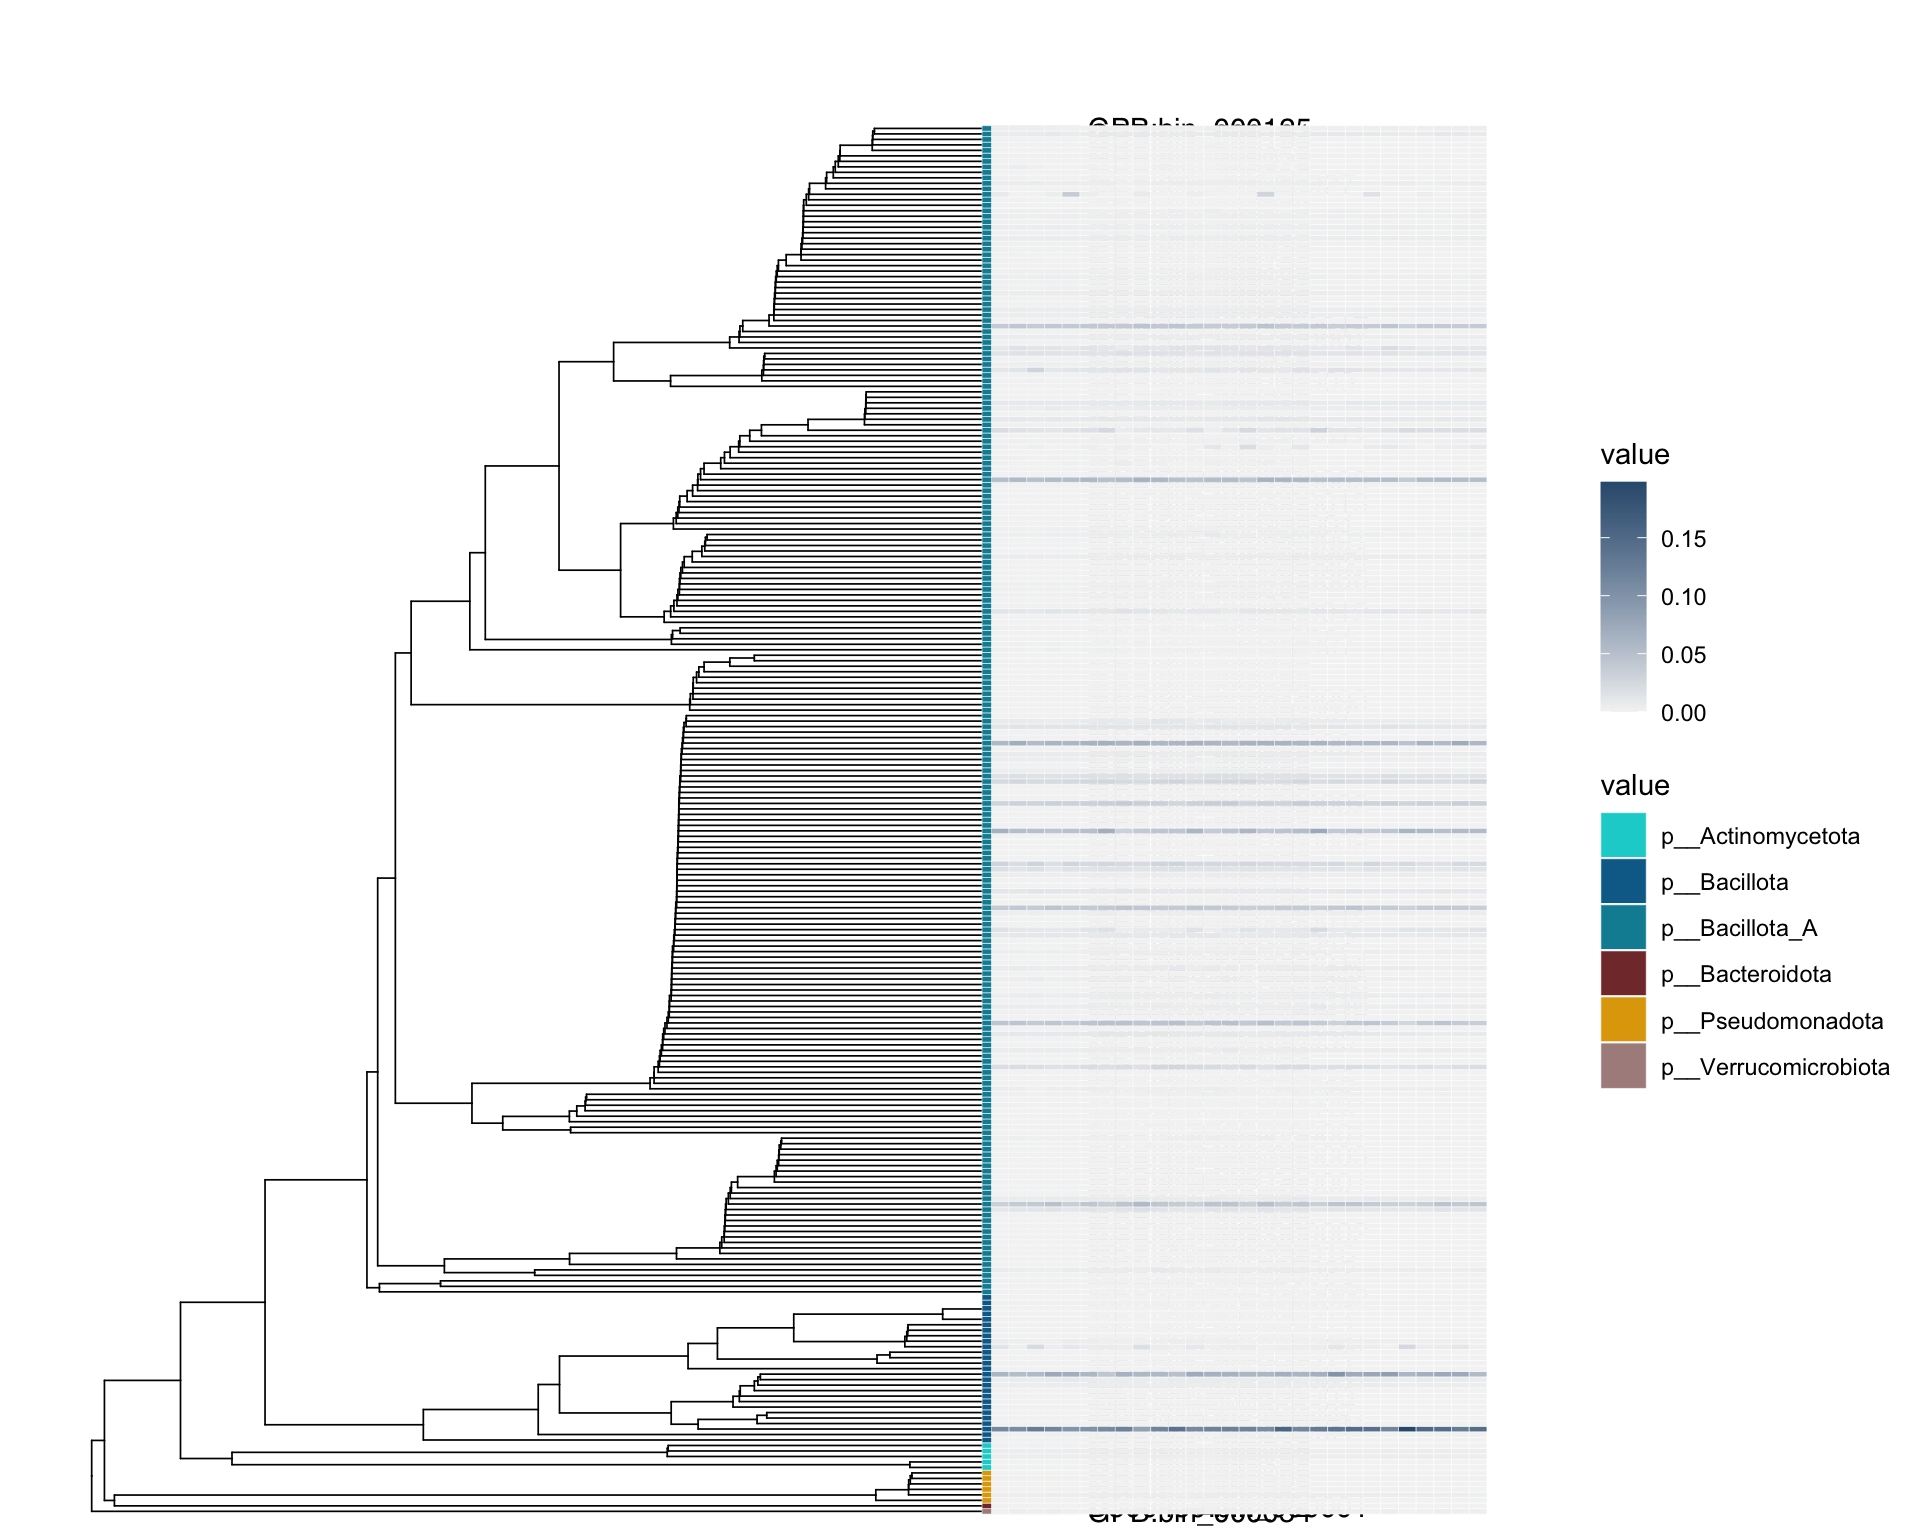 value
0.15
0.10
0.05
0.00
value
p__Actinomycetota
p__Bacillota
p__Bacillota_A
p__Bacteroidota
p__Pseudomonadota
p__Verrucomicrobiota